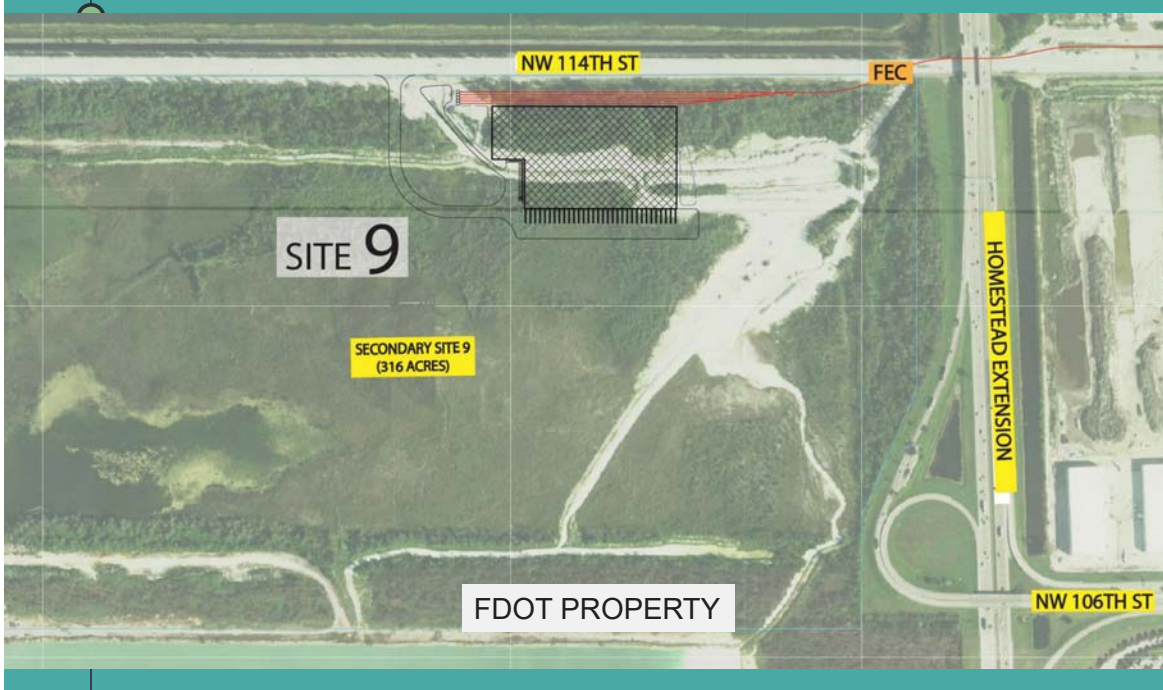 NW 114TH ST
FEC
SITE 9
HOMESTEAD EXTENSION
SECONDARY SITE 9
(316 ACRES)
FDOT PROPERTY
NW 106TH ST